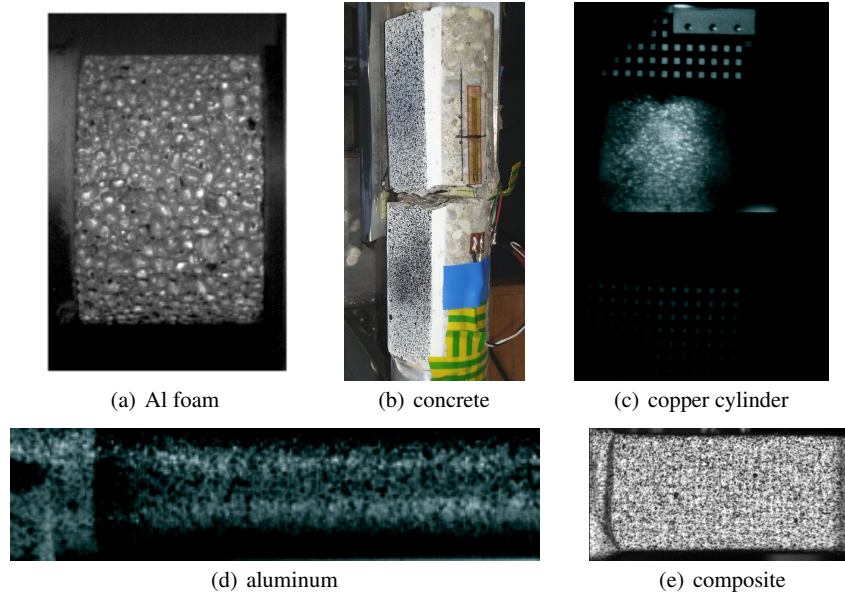 (a) Al foam
(b) concrete
(c) copper cylinder
(d) aluminum
(e) composite